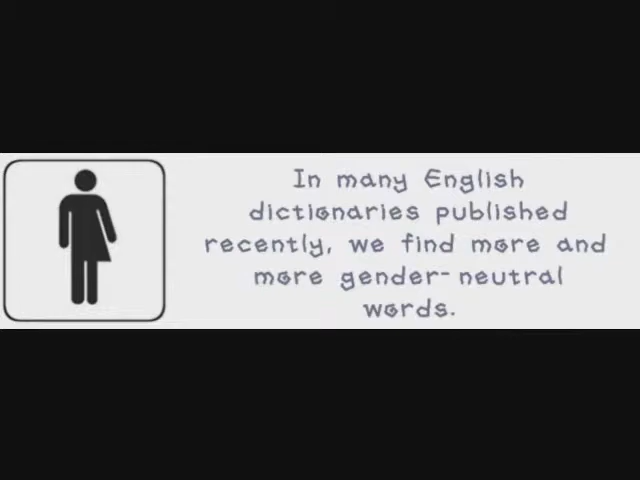 In many English
dictionaries published
recently, we find more and
more gender-neutral
words.